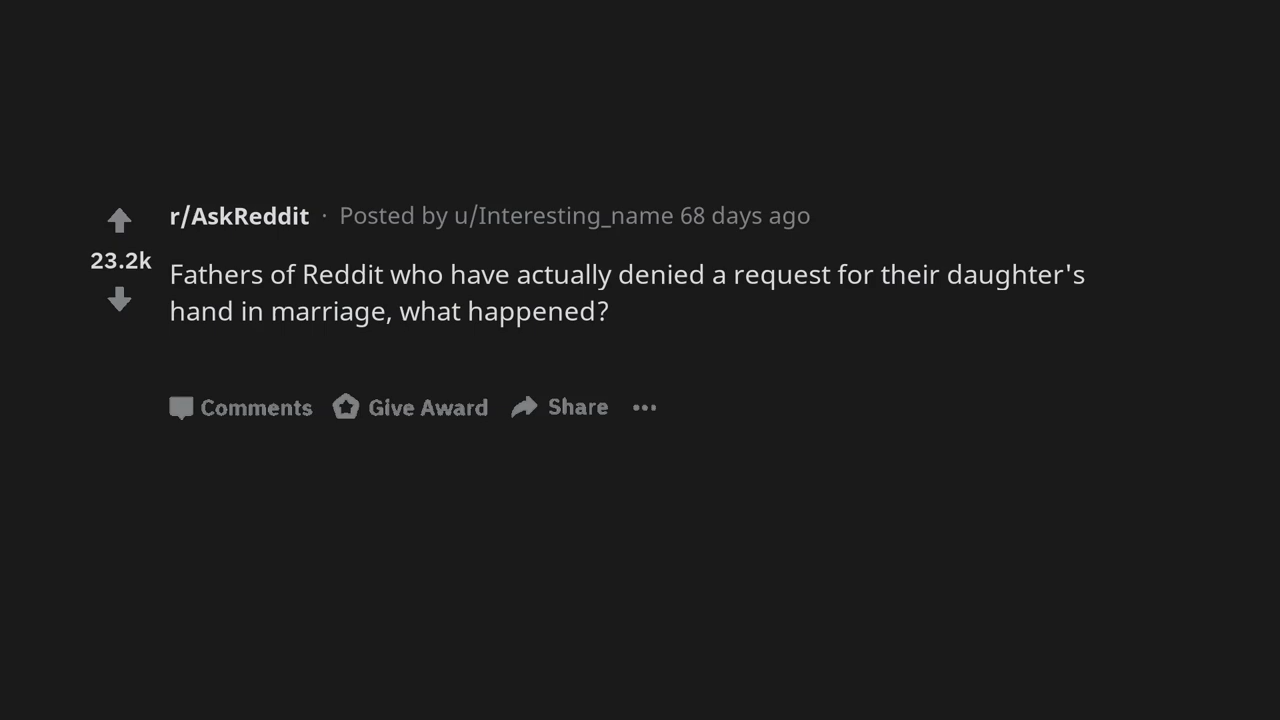 r/AskReddit · Posted by u/Interesting_name 68 days ago
23.2k
Fathers of Reddit who have actually denied a request for their daughter's
hand in marriage, what happened?
Comments Give Award Share ···